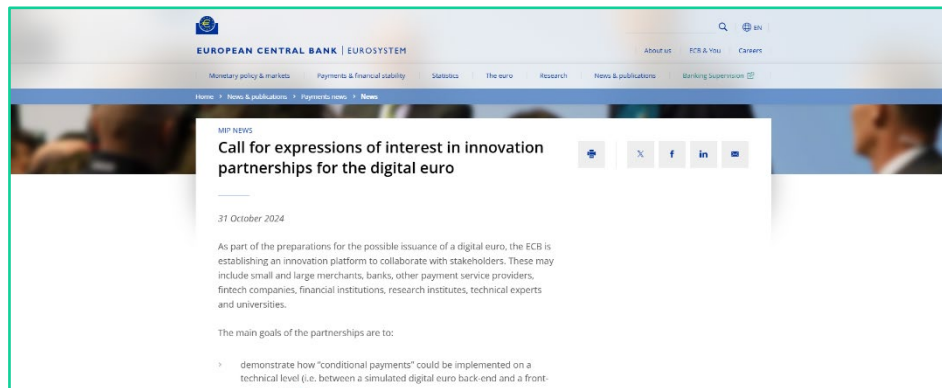 EN
EUROPEAN CENTRAL BANK | EUROSYSTEM
About us ECB & You Careers
Monetary policy & markets Payments & financial stability Statistics The euro Research News & publications Banking Supervision
Home > News & publications > Payments news > News
MIP NEWS
Call for expressions of interest in innovation
partnerships for the digital euro
31 October 2024
As part of the preparations for the possible issuance of a digital euro, the ECB is
establishing an innovation platform to collaborate with stakeholders. These may
include small and large merchants, banks, other payment service providers,
fintech companies, financial institutions, research institutes, technical experts
and universities.
The main goals of the partnerships are to:
> demonstrate how "conditional payments" could be implemented on a
technical level (i.e. between a simulated digital euro back-end and a front-